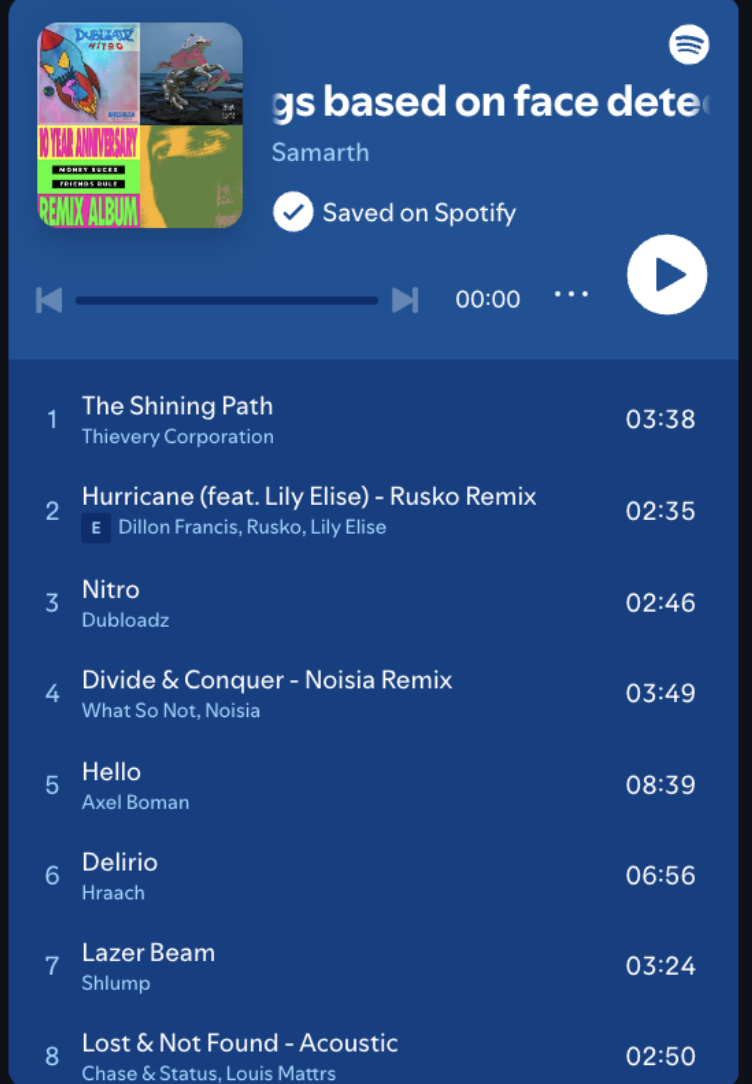 DUBLOADZ
NITRO
10 YEAR ANNIVERSARY
MONEY SUCKS
FRIENDS RULE
REMIX ALBUM
gs based on face dete
Samarth
Saved on Spotify
00:00
1 The Shining Path 03:38
Thievery Corporation
2 Hurricane (feat. Lily Elise) - Rusko Remix 02:35
E Dillon Francis, Rusko, Lily Elise
3 Nitro 02:46
Dubloadz
4 Divide & Conquer - Noisia Remix 03:49
What So Not, Noisia
5 Hello 08:39
Axel Boman
6 Delirio 06:56
Hraach
7 Lazer Beam 03:24
Shlump
8 Lost & Not Found - Acoustic 02:50
Chase & Status, Louis Mattrs